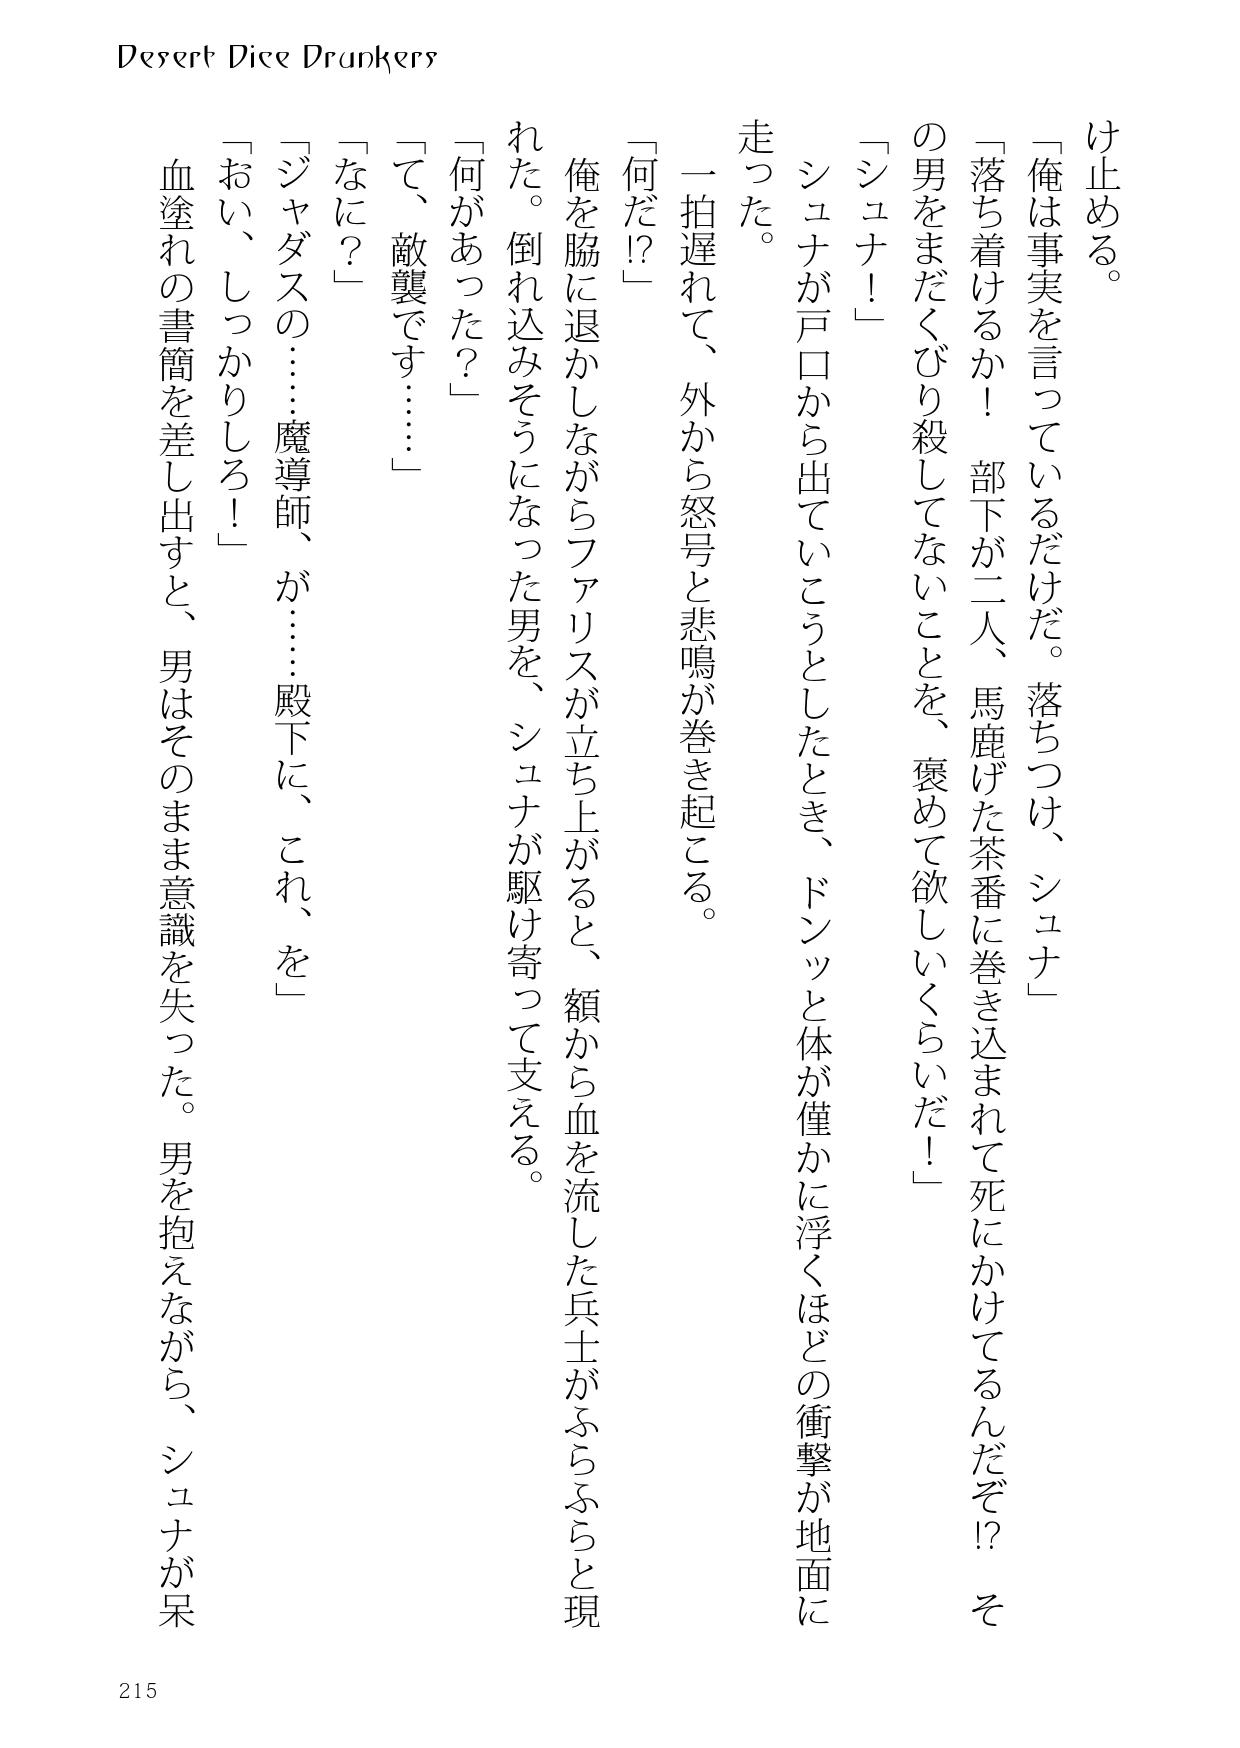 Desert Dice Drunkers
け止める。
「俺は事実を言っているだけだ。落ちつけ、シュナ」
「落ち着けるか！　部下が二人、馬鹿げた茶番に巻き込まれて死にかけてるんだぞ!?　そ
の男をまだくびり殺してないことを、褒めて欲しいくらいだ！」
「シュナ！」
　シュナが戸口から出ていこうとしたとき、ドンッと体が僅かに浮くほどの衝撃が地面に
走った。
　一拍遅れて、外から怒号と悲鳴が巻き起こる。
「何だ!?」
　俺を脇に退かしながらファリスが立ち上がると、額から血を流した兵士がふらふらと現
れた。倒れ込みそうになった男を、シュナが駆け寄って支える。
「何があった？」
「て、敵襲です……」
「なに？」
「ジャダスの……魔導師、が……殿下に、これ、を」
「おい、しっかりしろ！」
　血塗れの書簡を差し出すと、男はそのまま意識を失った。男を抱えながら、シュナが呆
215